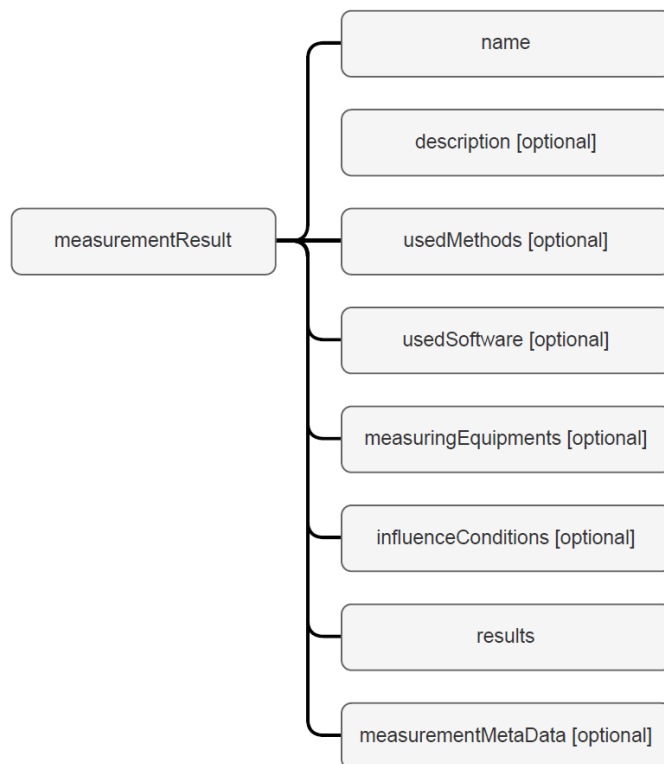 name
description [optional]
measurementResult
usedMethods [optional]
usedSoftware [optional]
measuringEquipments [optional]
influenceConditions [optional]
results
measurementMetaData [optional]